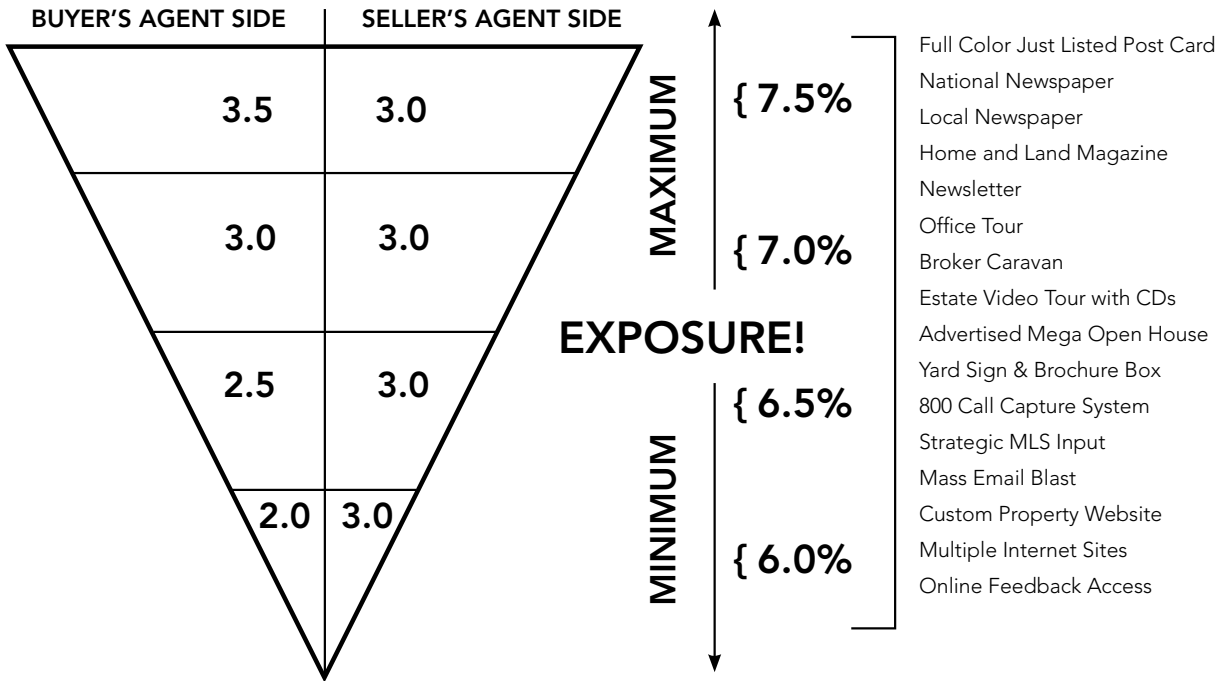 BUYER'S AGENT SIDE
SELLER'S AGENT SIDE
3.5
3.0
3.0
3.0
2.5
3.0
2.0
3.0
MAXIMUM
EXPOSURE!
MINIMUM
{ 7.5%
{ 7.0%
{ 6.5%
{ 6.0%
Full Color Just Listed Post Card
National Newspaper
Local Newspaper
Home and Land Magazine
Newsletter
Office Tour
Broker Caravan
Estate Video Tour with CDs
Advertised Mega Open House
Yard Sign & Brochure Box
800 Call Capture System
Strategic MLS Input
Mass Email Blast
Custom Property Website
Multiple Internet Sites
Online Feedback Access